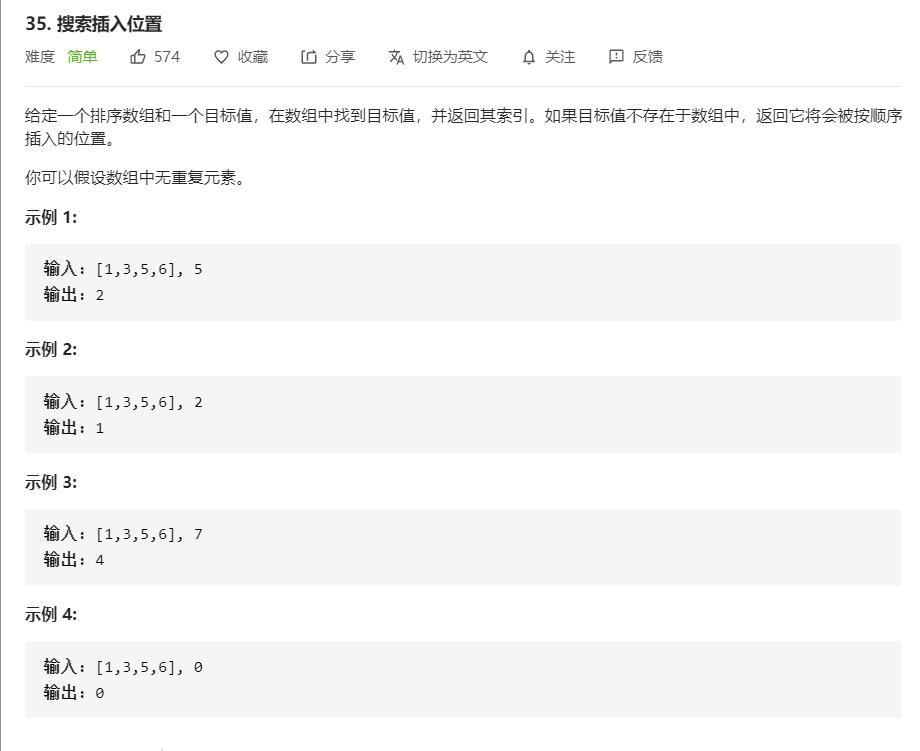 35. 搜索插入位置
难度 简单 574 收藏 分享 切换为英文 关注 反馈
给定一个排序数组和一个目标值，在数组中找到目标值，并返回其索引。如果目标值不存在于数组中，返回它将会被按顺序
插入的位置。
你可以假设数组中无重复元素。
示例 1:
输入: [1,3,5,6], 5
输出: 2
示例 2:
输入: [1,3,5,6], 2
输出: 1
示例 3:
输入: [1,3,5,6], 7
输出: 4
示例 4:
输入: [1,3,5,6], 0
输出: 0